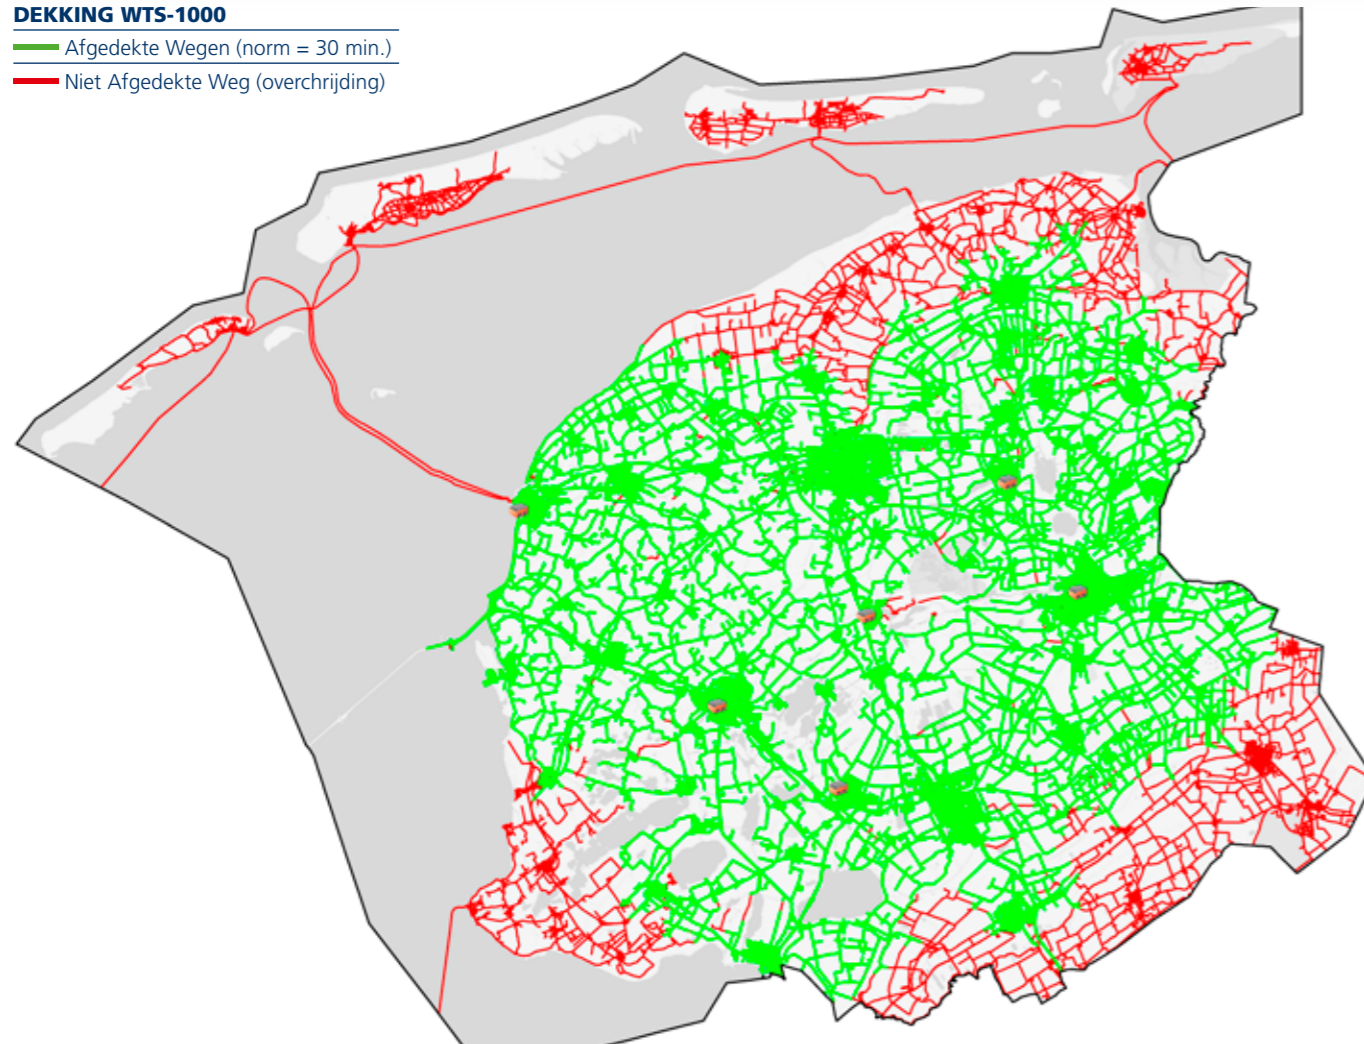 DEKKING WTS-1000
Afgedekte Wegen (norm = 30 min.)
Niet Afgedekte Weg (overchrijding)